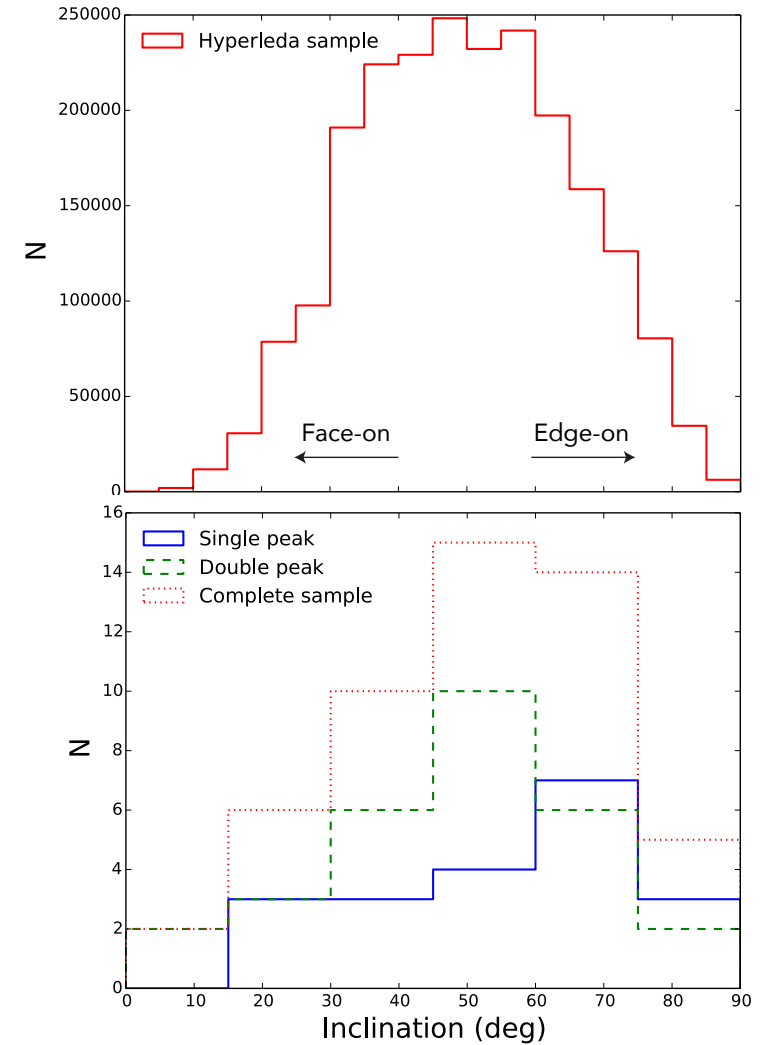 250000
Hyperleda sample
200000
150000
N
100000
50000
Face-on
Edge-on
0
16
Single peak
Double peak
14
Complete sample
12
10
N
8
6
4
2
0
0 10 20 30 40 50 60 70 80 90
Inclination (deg)